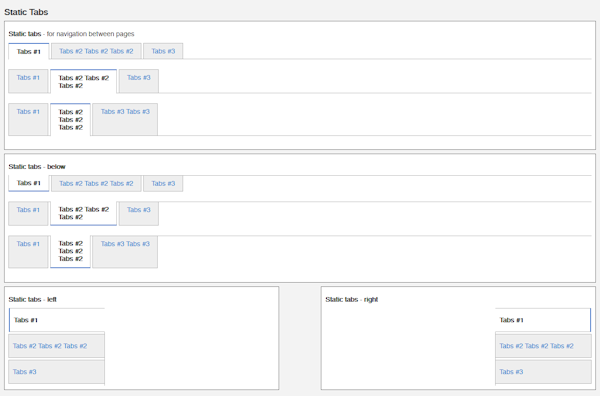 Static Tabs
Static tabs - for navigation between pages
Tabs #1 Tabs #2 Tabs #2 Tabs #2 Tabs #3
Tabs #1 Tabs #2 Tabs #2 Tabs #3
Tabs #2
Tabs #1 Tabs #2 Tabs #3 Tabs #3
Tabs #2
Tabs #2
Static tabs - below
Tabs #1 Tabs #2 Tabs #2 Tabs #2 Tabs #3
Tabs #1 Tabs #2 Tabs #2 Tabs #3
Tabs #2
Tabs #1 Tabs #2 Tabs #3 Tabs #3
Tabs #2
Tabs #2
Static tabs - left
Tabs #1
Tabs #2 Tabs #2 Tabs #2
Tabs #3
Static tabs - right
Tabs #1
Tabs #2 Tabs #2 Tabs #2
Tabs #3